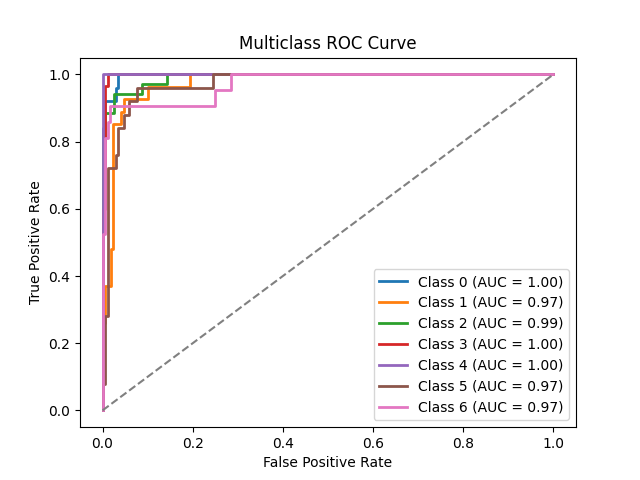 Multiclass ROC Curve
1.0
0.8
0.6
0.4
0.2
0.0
True Positive Rate
Class 0 (AUC = 1.00)
Class 1 (AUC = 0.97)
Class 2 (AUC = 0.99)
Class 3 (AUC = 1.00)
Class 4 (AUC = 1.00)
Class 5 (AUC = 0.97)
Class 6 (AUC = 0.97)
0.0 0.2 0.4 0.6 0.8 1.0
False Positive Rate